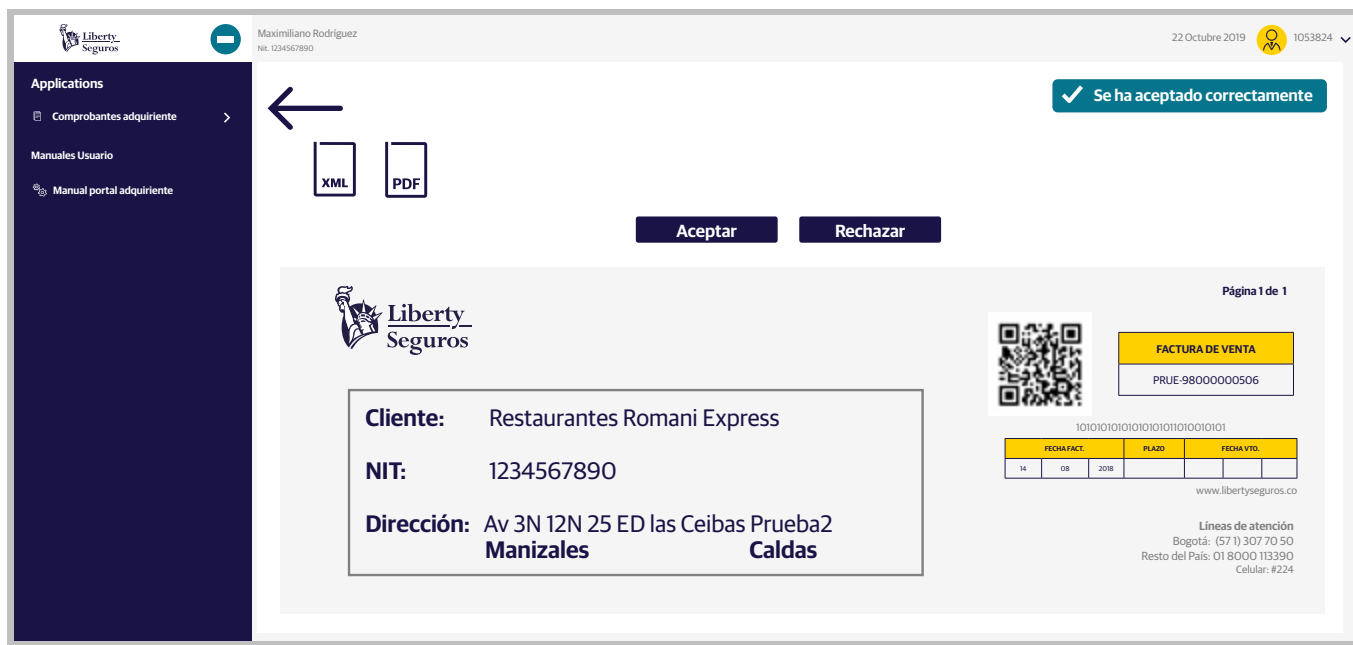 Liberty
Seguros
Maximiliano Rodríguez
Nit. 1234567890
22 Octubre 2019
1053824
Applications
Comprobantes adquiriente
Manuales Usuario
Manual portal adquiriente
Se ha aceptado correctamente
XML
PDF
Aceptar
Rechazar
Liberty
Seguros
Página 1 de 1
FACTURA DE VENTA
PRUE-98000000506
Cliente: Restaurantes Romani Express
NIT: 1234567890
Dirección: Av 3N 12N 25 ED las Ceibas Prueba2
Manizales Caldas
10101010101010101011010010101
FECHA FACT. PLAZO FECHA VTO.
14 08 2018
www.libertyseguros.co
Líneas de atención
Bogotá: (57 1) 307 70 50
Resto del País: 01 8000 113390
Celular: #224